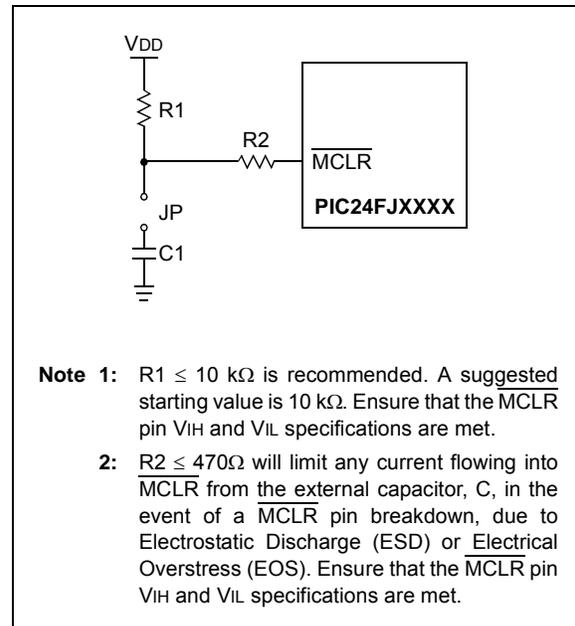 VDD
R1
R2
MCLR
JP
PIC24FJXXXX
C1
Note 1: R1 ≤ 10 kΩ is recommended. A suggested
starting value is 10 kΩ. Ensure that the MCLR
pin VIH and VIL specifications are met.
2: R2 ≤ 470Ω will limit any current flowing into
MCLR from the external capacitor, C, in the
event of a MCLR pin breakdown, due to
Electrostatic Discharge (ESD) or Electrical
Overstress (EOS). Ensure that the MCLR pin
VIH and VIL specifications are met.